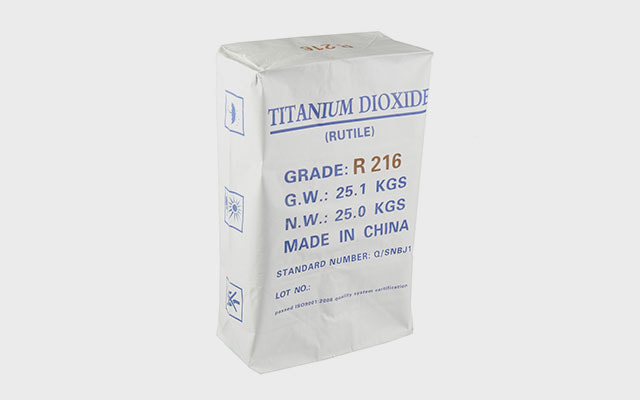 R 216
TITANIUM DIOXIDE
(RUTILE)
GRADE: R 216
G.W.: 25.1 KGS
N.W.: 25.0 KGS
MADE IN CHINA
STANDARD NUMBER: Q/SNBJ1
LOT NO.:
passed ISO9001:2008 quality system certification